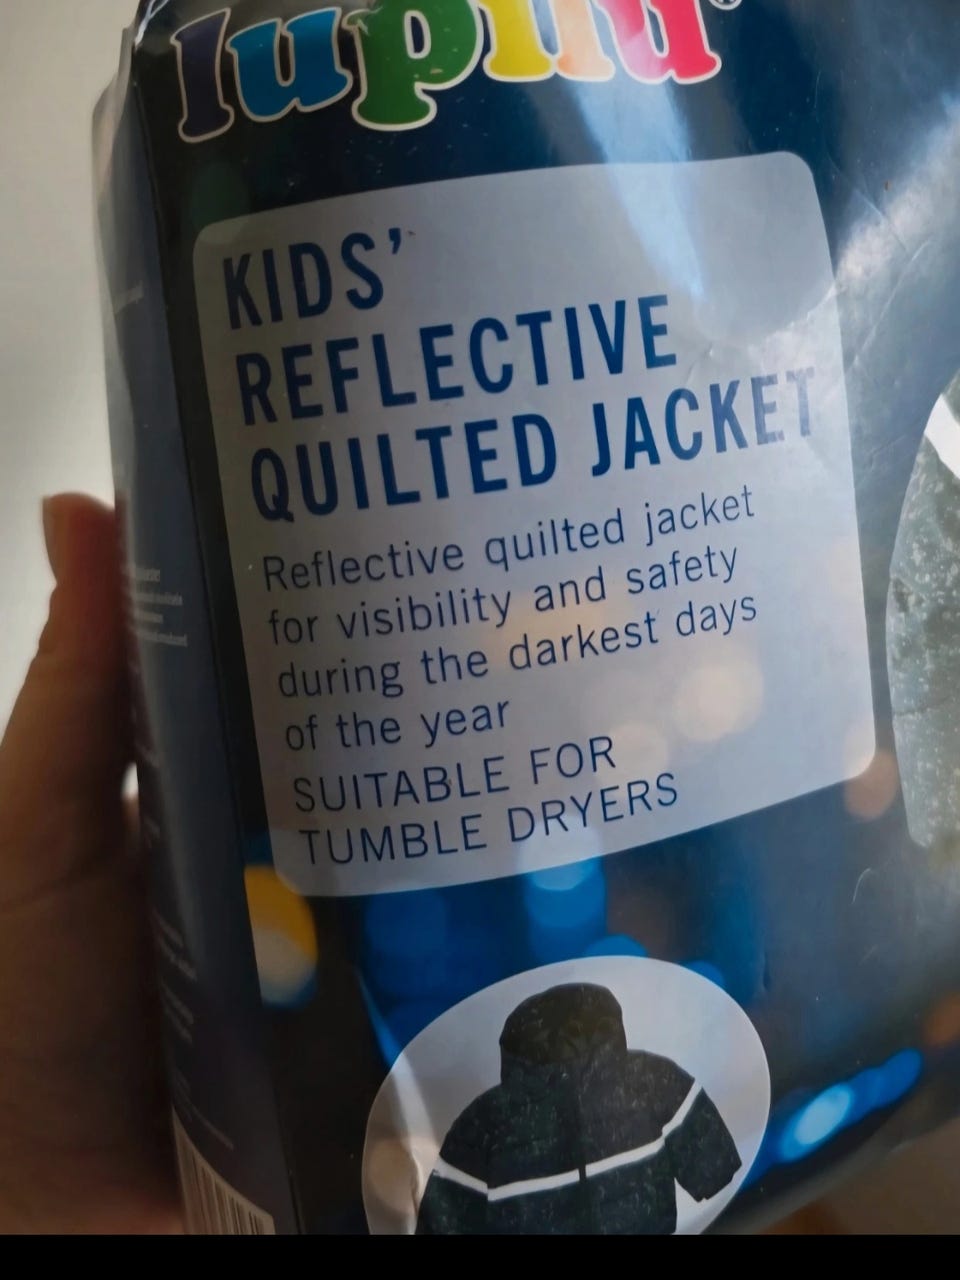 lupilu®
KIDS'
REFLECTIVE
QUILTED JACKET
Reflective quilted jacket
for visibility and safety
during the darkest days
of the year
SUITABLE FOR
TUMBLE DRYERS